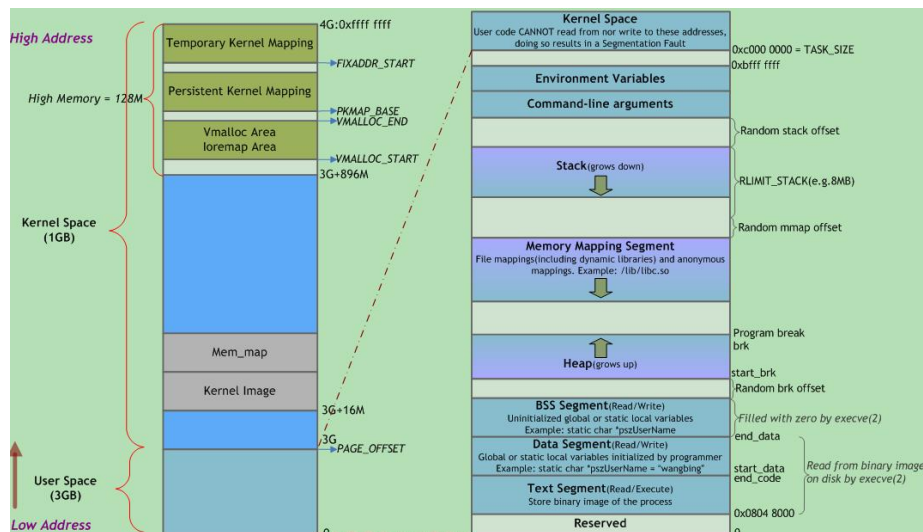 High Address
4G:0xffff ffff
Temporary Kernel Mapping
FIXADDR_START
Persistent Kernel Mapping
High Memory = 128M
PKMAP_BASE
VMALLOC_END
Vmalloc Area
Ioremap Area
VMALLOC_START
3G+896M
Kernel Space
(1GB)
Mem_map
Kernel Image
3G+16M
3G
PAGE_OFFSET
User Space
(3GB)
Low Address
0
Kernel Space
User code CANNOT read from nor write to these addresses,
doing so results in a Segmentation Fault
0xc000 0000 = TASK_SIZE
0xbfff ffff
Environment Variables
Command-line arguments
Random stack offset
Stack(grows down)
RLIMIT_STACK(e.g.8MB)
Random mmap offset
Memory Mapping Segment
File mappings(including dynamic libraries) and anonymous
mappings. Example: /lib/libc.so
Program break
brk
Heap(grows up)
start_brk
Random brk offset
BSS Segment(Read/Write)
Uninitialized global or static local variables
Example: static char *pszUserName
Filled with zero by execve(2)
end_data
Data Segment(Read/Write)
Global or static local variables initialized by programmer
Example: static char *pszUserName = "wangbing"
start_data
end_code
Read from binary image
on disk by execve(2)
Text Segment(Read/Execute)
Store binary image of the process
0x0804 8000
Reserved
0